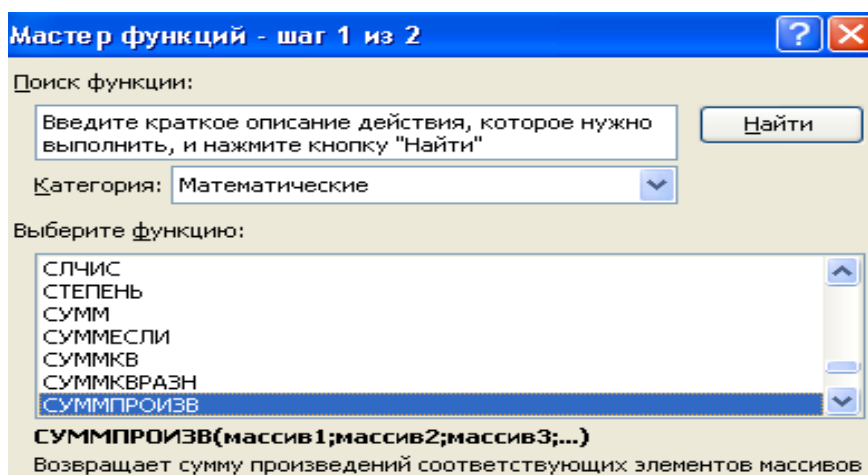 Мастер функций - шаг 1 из 2
Поиск функции:
Введите краткое описание действия, которое нужно
выполнить, и нажмите кнопку "Найти"
Найти
Категория: Математические
Выберите функцию:
СЛЧИС
СТЕПЕНЬ
СУММ
СУММЕСЛИ
СУММКВ
СУММКВРАЗН
СУММПРОИЗВ
СУММПРОИЗВ(массив1;массив2;массив3;...)
Возвращает сумму произведений соответствующих элементов массивов